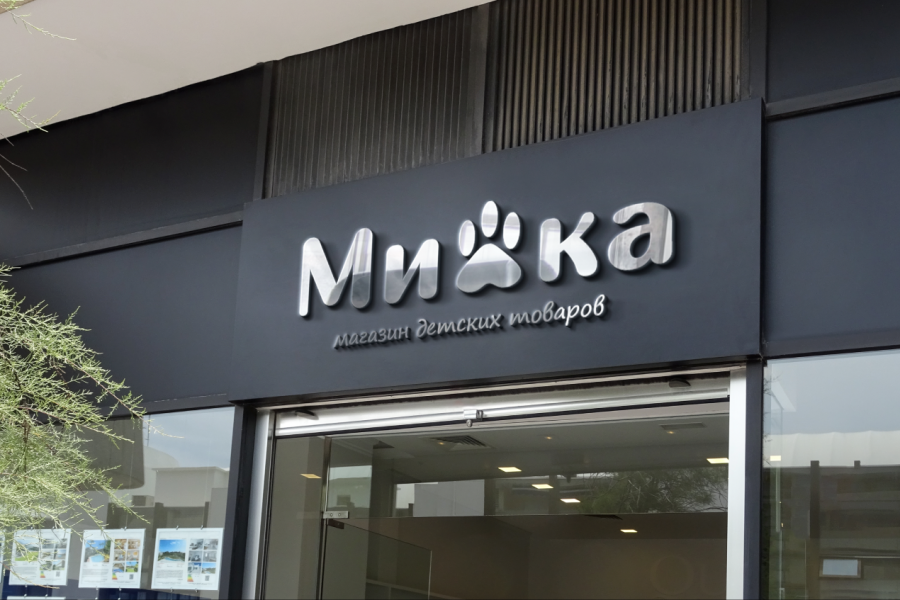 Ми ка
магазин детских товаров